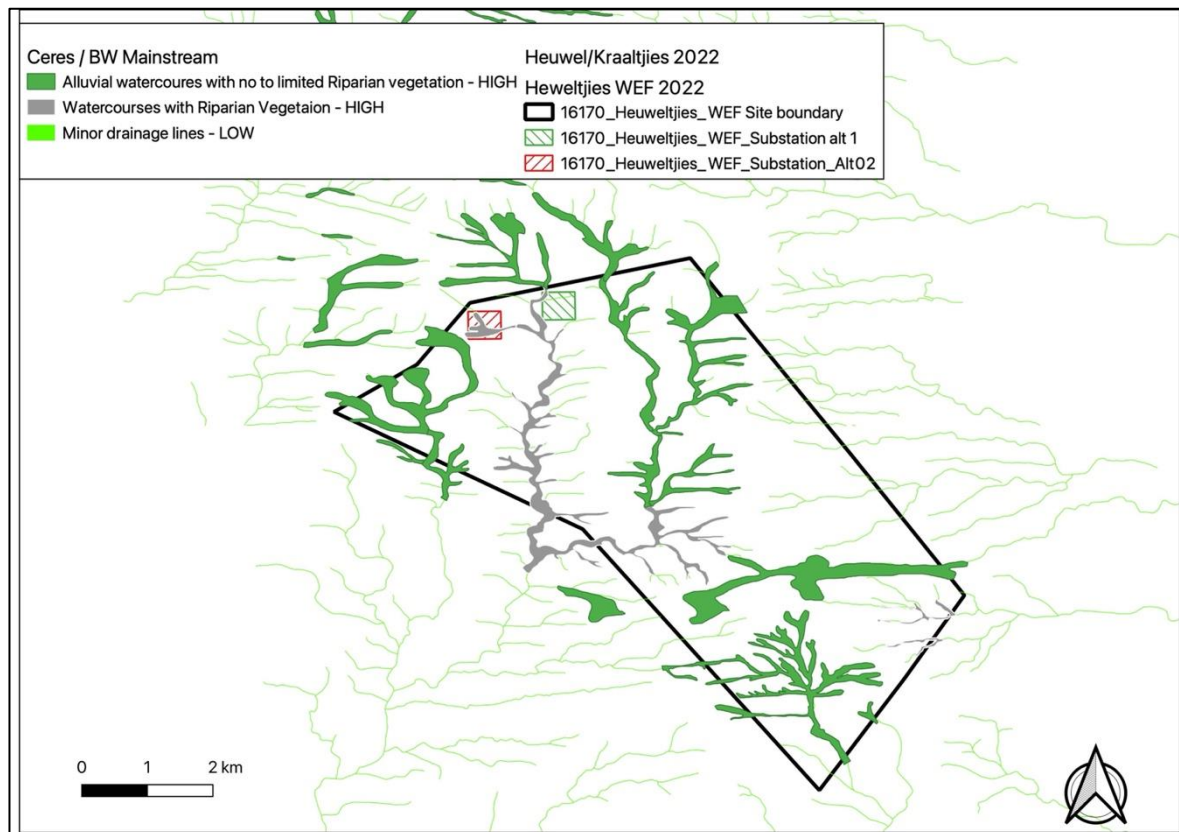 Ceres / BW Mainstream
Alluvial watercoures with no to limited Riparian vegetation - HIGH
Watercourses with Riparian Vegetaion - HIGH
Minor drainage lines - LOW
Heuwel/Kraaltjies 2022
Heweltjies WEF 2022
16170_Heuweltjies_WEF Site boundary
16170_Heuweltjies_WEF_Substation alt 1
16170_Heuweltjies_WEF_Substation_Alt02
0 1 2 km